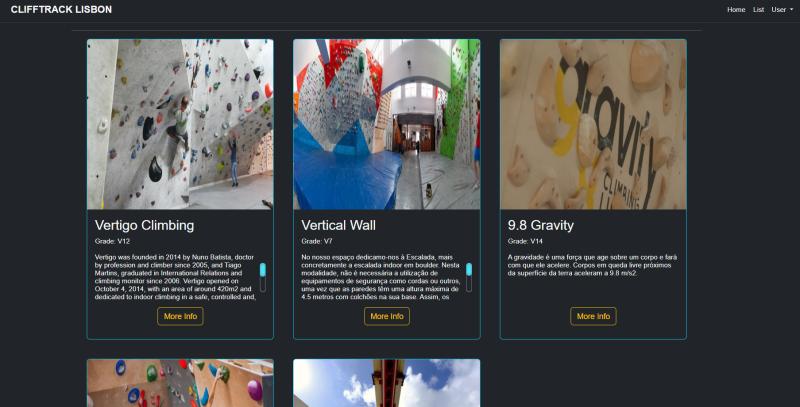 CLIFFTRACK LISBON
Home List User
gravity
CLIMBING
Vertigo Climbing
Grade: V12
Vertigo was founded in 2014 by Nuno Batista, doctor
by profession and climber since 2005, and Tiago
Martins, graduated in International Relations and
climbing monitor since 2006. Vertigo opened on
October 4, 2014, with an area of around 420m2 and
dedicated to indoor climbing in a safe, controlled and,
More Info
Vertical Wall
Grade: V7
No nosso espaço dedicamo-nos à Escalada, mais
concretamente a escalada indoor em boulder. Nesta
modalidade, não é necessária a utilização de
equipamentos de segurança como cordas ou outros,
uma vez que as paredes têm uma altura máxima de
4.5 metros com colchões na sua base. Assim, os
More Info
9.8 Gravity
Grade: V14
A gravidade é uma força que age sobre um corpo e fará
com que ele acelere. Corpos em queda livre próximos
da superfície da terra aceleram a 9.8 m/s2.
More Info